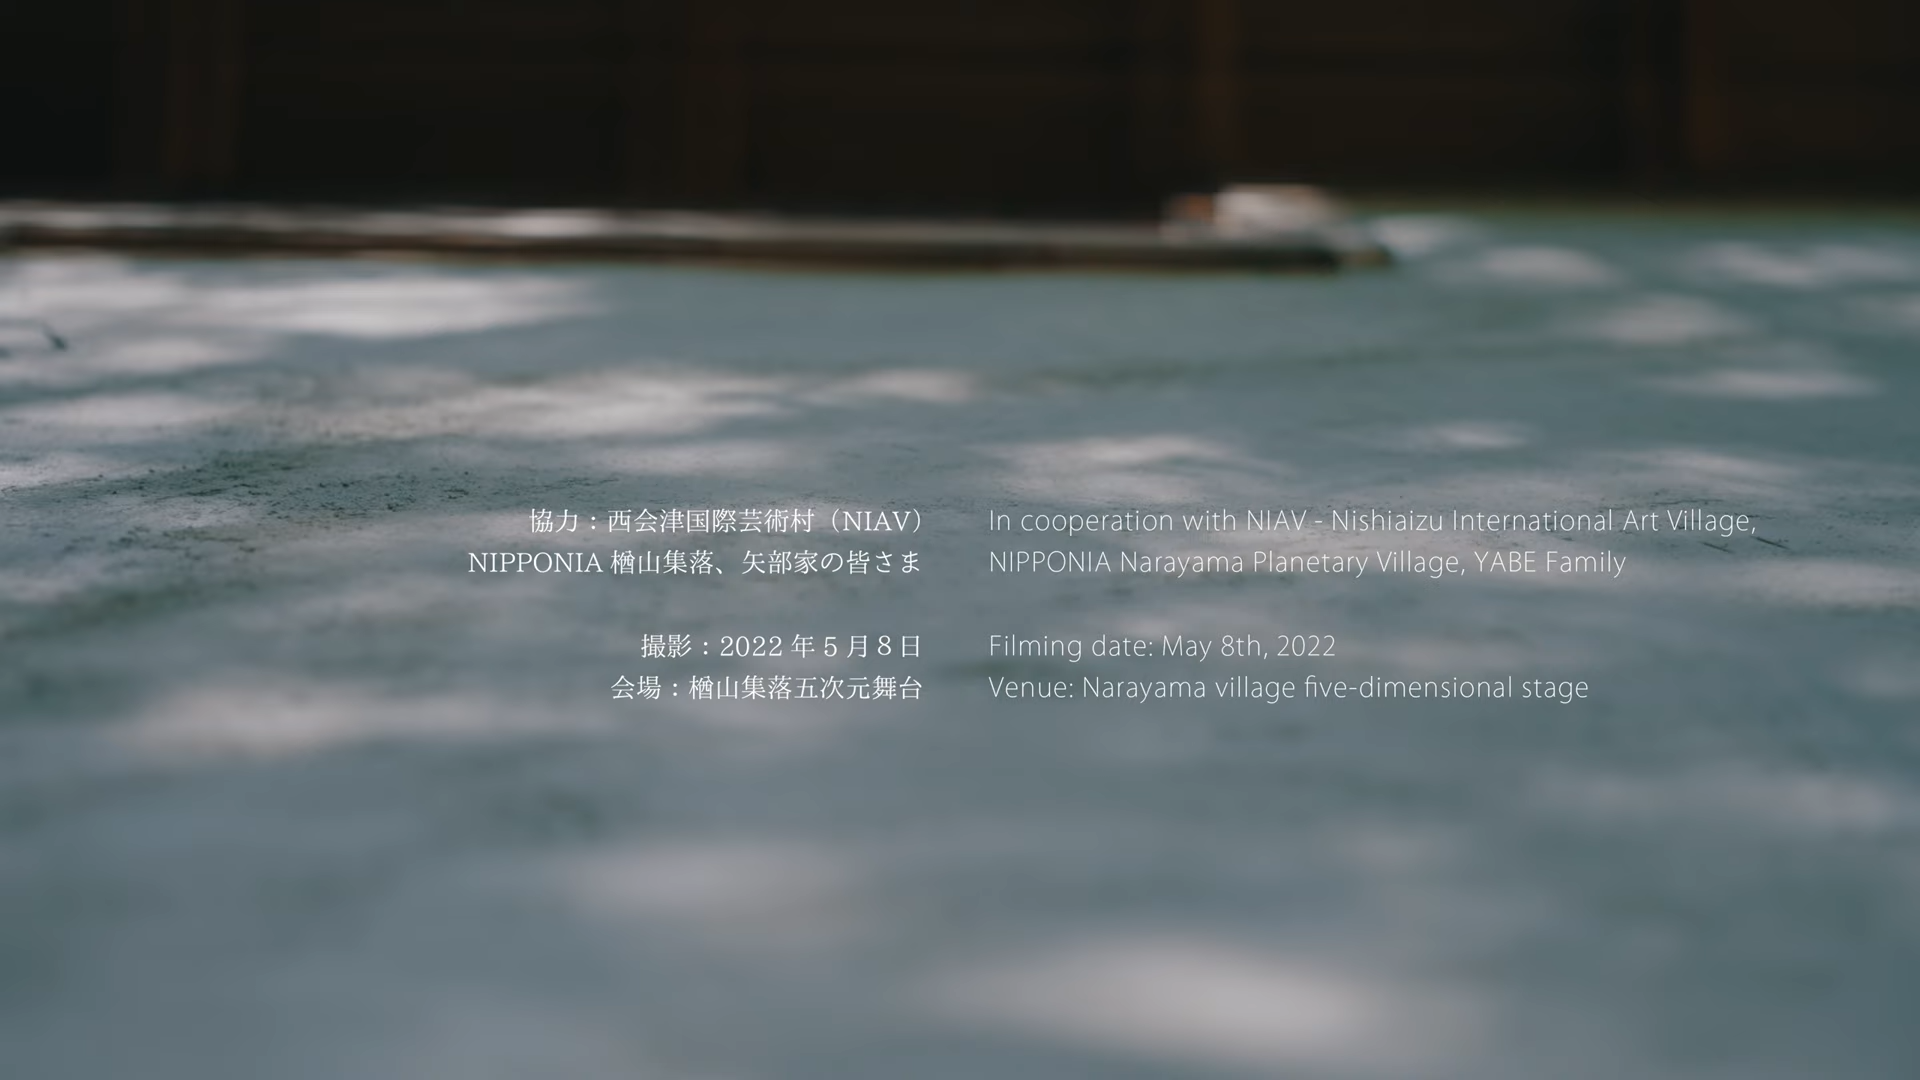 協力：西会津国際芸術村（NIAV）
NIPPONIA 楢山集落、矢部家の皆さま
撮影：2022 年 5 月 8 日
会場：楢山集落五次元舞台
In cooperation with NIAV - Nishiaizu International Art Village,
NIPPONIA Narayama Planetary Village, YABE Family
Filming date: May 8th, 2022
Venue: Narayama village five-dimensional stage